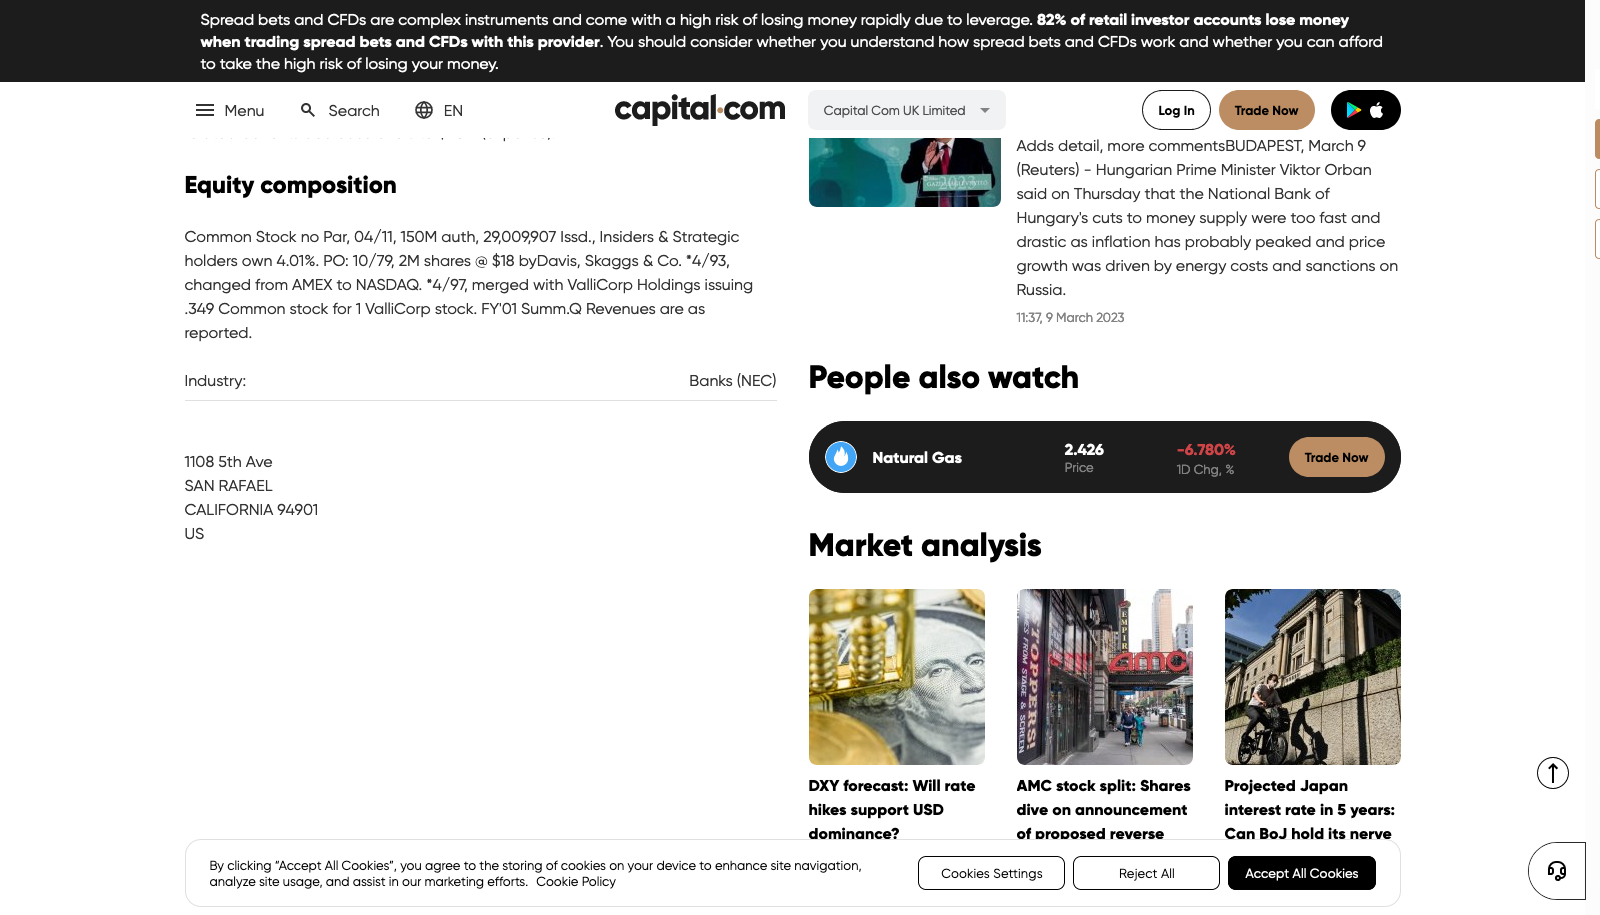 Spread bets and CFDs are complex instruments and come with a high risk of losing money rapidly due to leverage. 82% of retail investor accounts lose money
when trading spread bets and CFDs with this provider. You should consider whether you understand how spread bets and CFDs work and whether you can afford
to take the high risk of losing your money.
Menu
Search
EN
capital.com
Capital Com UK Limited
Log In
Trade Now
Equity composition
Common Stock no Par, 04/11, 150M auth, 29,009,907 Issd., Insiders & Strategic
holders own 4.01%. PO: 10/79, 2M shares @ $18 byDavis, Skaggs & Co. *4/93,
changed from AMEX to NASDAQ. *4/97, merged with ValliCorp Holdings issuing
.349 Common stock for 1 ValliCorp stock. FY'01 Summ.Q Revenues are as
reported.
Industry:
Banks (NEC)
1108 5th Ave
SAN RAFAEL
CALIFORNIA 94901
US
Adds detail, more commentsBUDAPEST, March 9
(Reuters) - Hungarian Prime Minister Viktor Orban
said on Thursday that the National Bank of
Hungary's cuts to money supply were too fast and
drastic as inflation has probably peaked and price
growth was driven by energy costs and sanctions on
Russia.
11:37, 9 March 2023
People also watch
Natural Gas
2.426
Price
-6.780%
1D Chg, %
Trade Now
Market analysis
TOPPERS!
EMPIRE
amc
DXY forecast: Will rate
hikes support USD
dominance?
AMC stock split: Shares
dive on announcement
of proposed reverse
Projected Japan
interest rate in 5 years:
Can BoJ hold its nerve
By clicking “Accept All Cookies”, you agree to the storing of cookies on your device to enhance site navigation,
analyze site usage, and assist in our marketing efforts. Cookie Policy
Cookies Settings
Reject All
Accept All Cookies